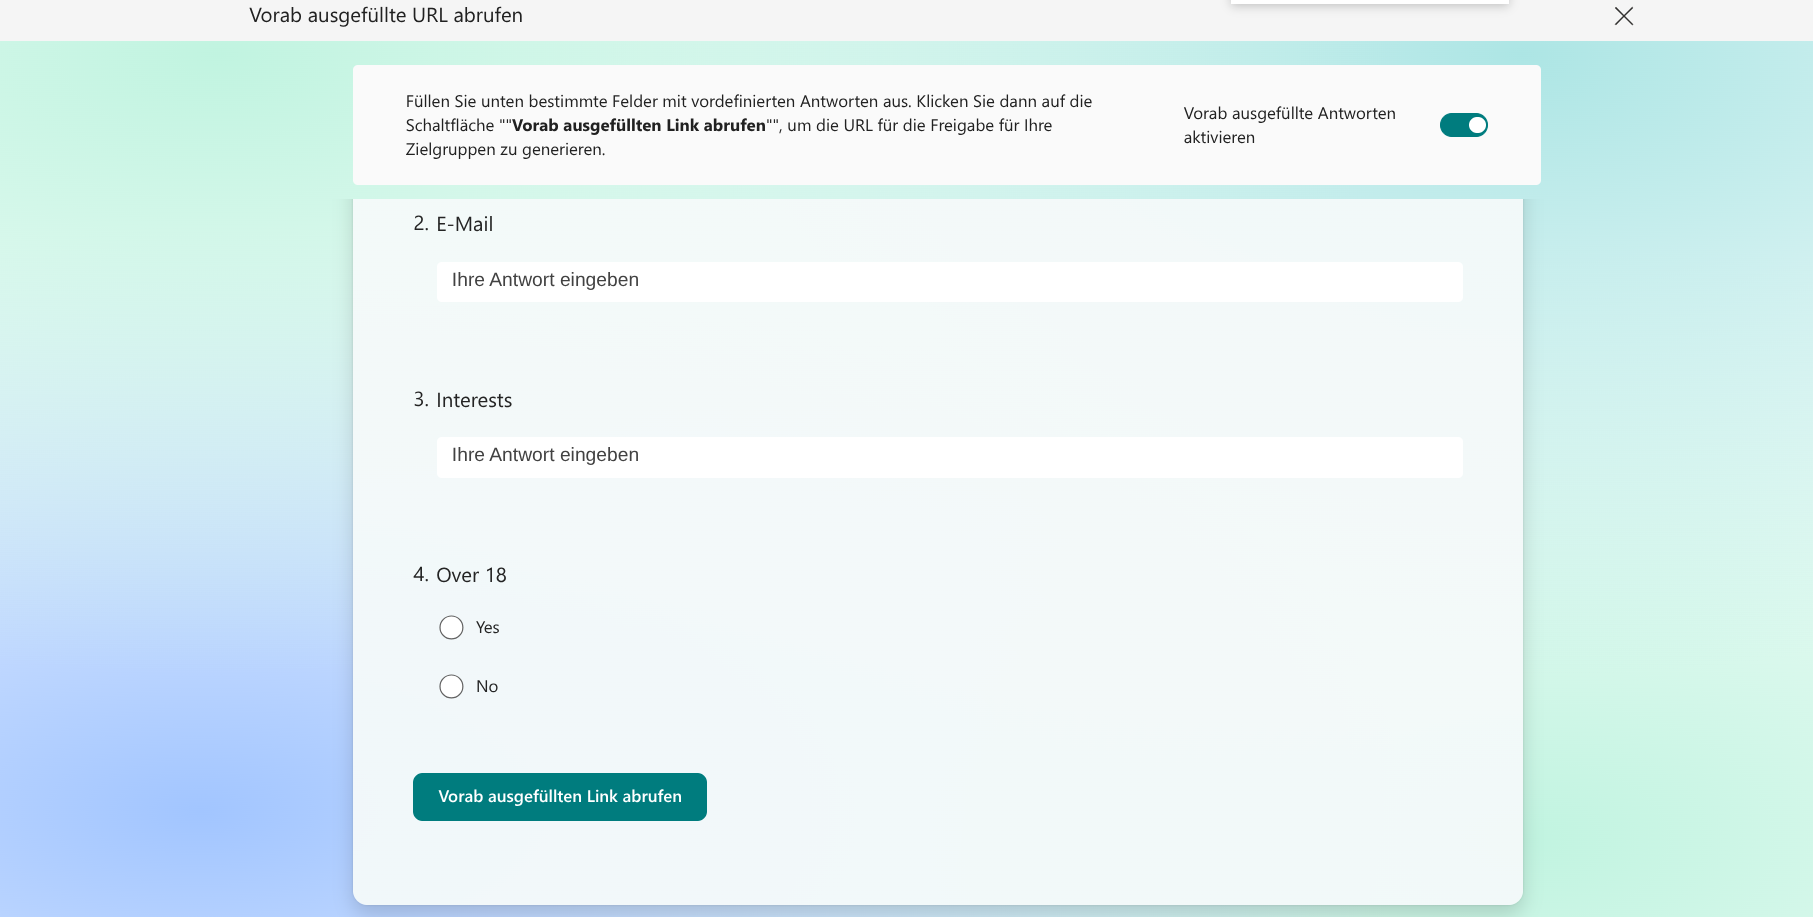 Vorab ausgefüllte URL abrufen
Füllen Sie unten bestimmte Felder mit vordefinierten Antworten aus. Klicken Sie dann auf die
Schaltfläche ""Vorab ausgefüllten Link abrufen"", um die URL für die Freigabe für Ihre
Zielgruppen zu generieren.
Vorab ausgefüllte Antworten
aktivieren
2. E-Mail
Ihre Antwort eingeben
3. Interests
Ihre Antwort eingeben
4. Over 18
Yes
No
Vorab ausgefüllten Link abrufen